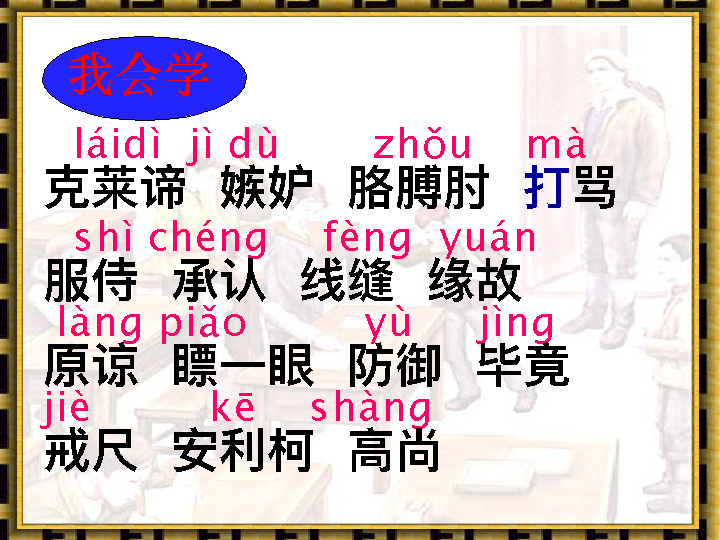 我会学
láidì jì dù zhǒu mà
克莱谛 嫉妒 胳膊肘 打骂
shì chéng fèng yuán
服侍 承认 线缝 缘故
làng piǎo yù jìng
原谅 瞟一眼 防御 毕竟
jiè kē shàng
戒尺 安利柯 高尚